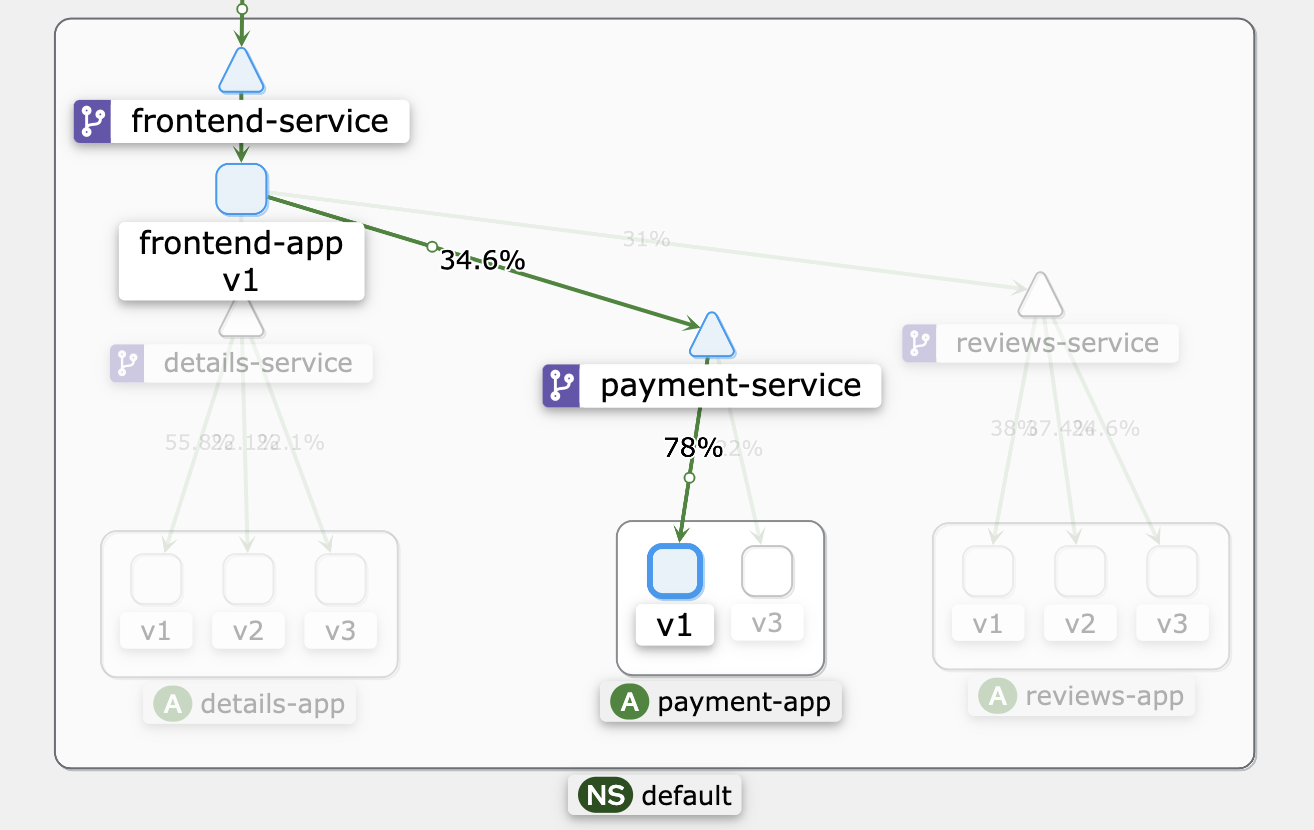 frontend-service
frontend-app
v1
31%
34.6%
details-service
payment-service
reviews-service
55.8%
22.1%
22.1%
78%
22%
38%
37.4%
24.6%
v1
v2
v3
v1
v3
v1
v2
v3
A details-app
A payment-app
A reviews-app
NS default